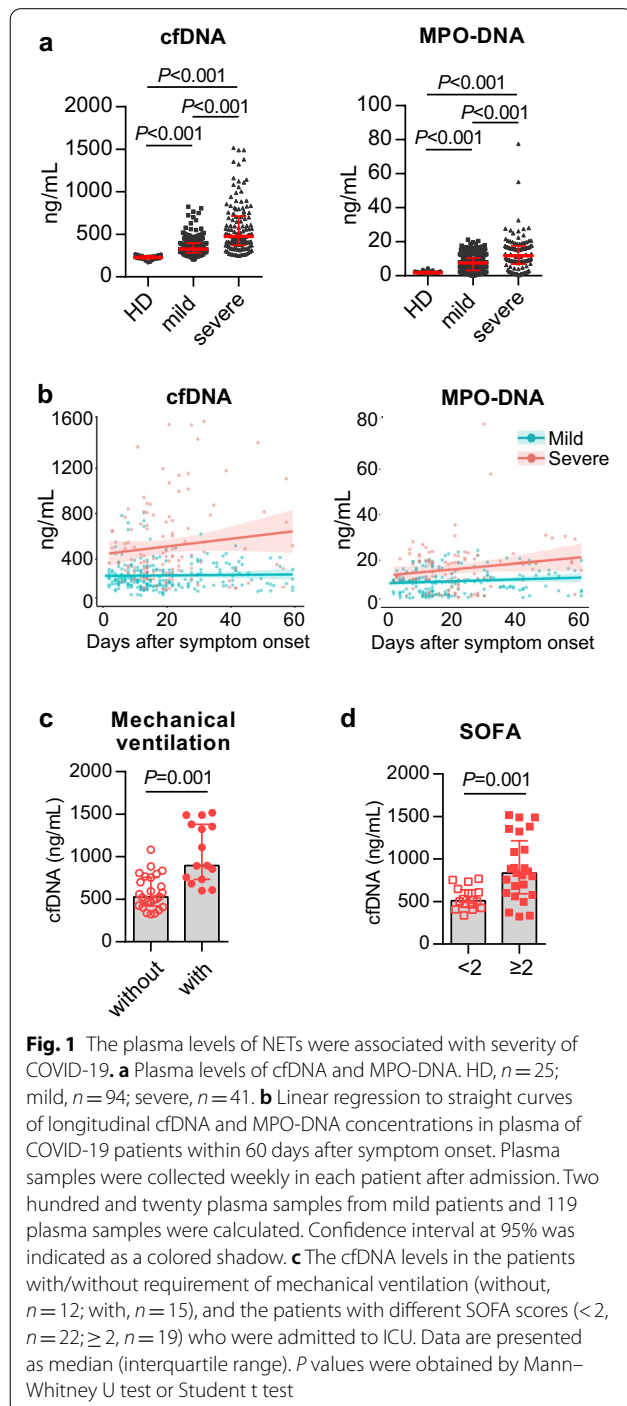 a
cfDNA
MPO-DNA
P<0.001
P<0.001
P<0.001
ng/mL
2000
1500
1000
500
0
HD
mild
severe
P<0.001
P<0.001
P<0.001
ng/mL
100
80
60
40
20
0
HD
mild
severe
b
cfDNA
MPO-DNA
ng/mL
1600
1200
800
400
0
0 20 40 60
Days after symptom onset
ng/mL
80
60
40
20
0
Mild
Severe
0 20 40 60
Days after symptom onset
c
Mechanical
ventilation
P=0.001
cfDNA (ng/mL)
2000
1500
1000
500
0
without
with
d
SOFA
P=0.001
cfDNA (ng/mL)
2000
1500
1000
500
0
<2
≥2
Fig. 1 The plasma levels of NETs were associated with severity of
COVID-19. a Plasma levels of cfDNA and MPO-DNA. HD, n = 25;
mild, n = 94; severe, n = 41. b Linear regression to straight curves
of longitudinal cfDNA and MPO-DNA concentrations in plasma of
COVID-19 patients within 60 days after symptom onset. Plasma
samples were collected weekly in each patient after admission. Two
hundred and twenty plasma samples from mild patients and 119
plasma samples were calculated. Confidence interval at 95% was
indicated as a colored shadow. c The cfDNA levels in the patients
with/without requirement of mechanical ventilation (without,
n = 12; with, n = 15), and the patients with different SOFA scores (< 2,
n = 22; ≥ 2, n = 19) who were admitted to ICU. Data are presented
as median (interquartile range). P values were obtained by Mann–
Whitney U test or Student t test